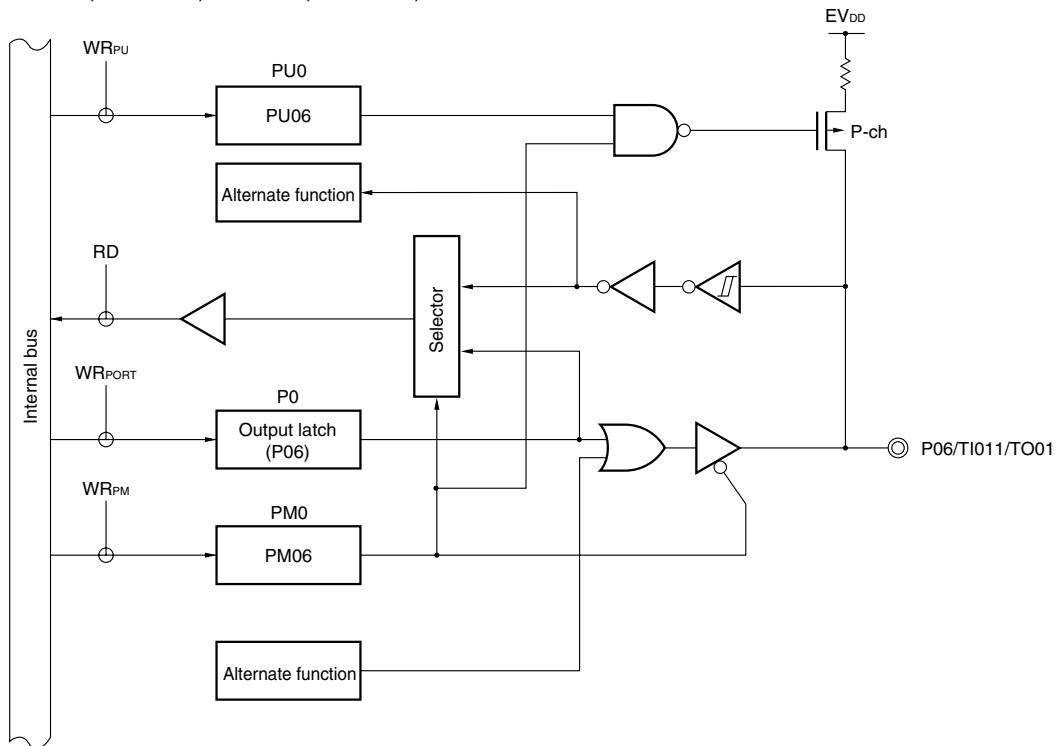 EVDD
WRPU
PU0
PU06
P-ch
Alternate function
RD
Selector
Internal bus
WRPORT
P0
Output latch
(P06)
P06/TI011/TO01
WRPM
PM0
PM06
Alternate function